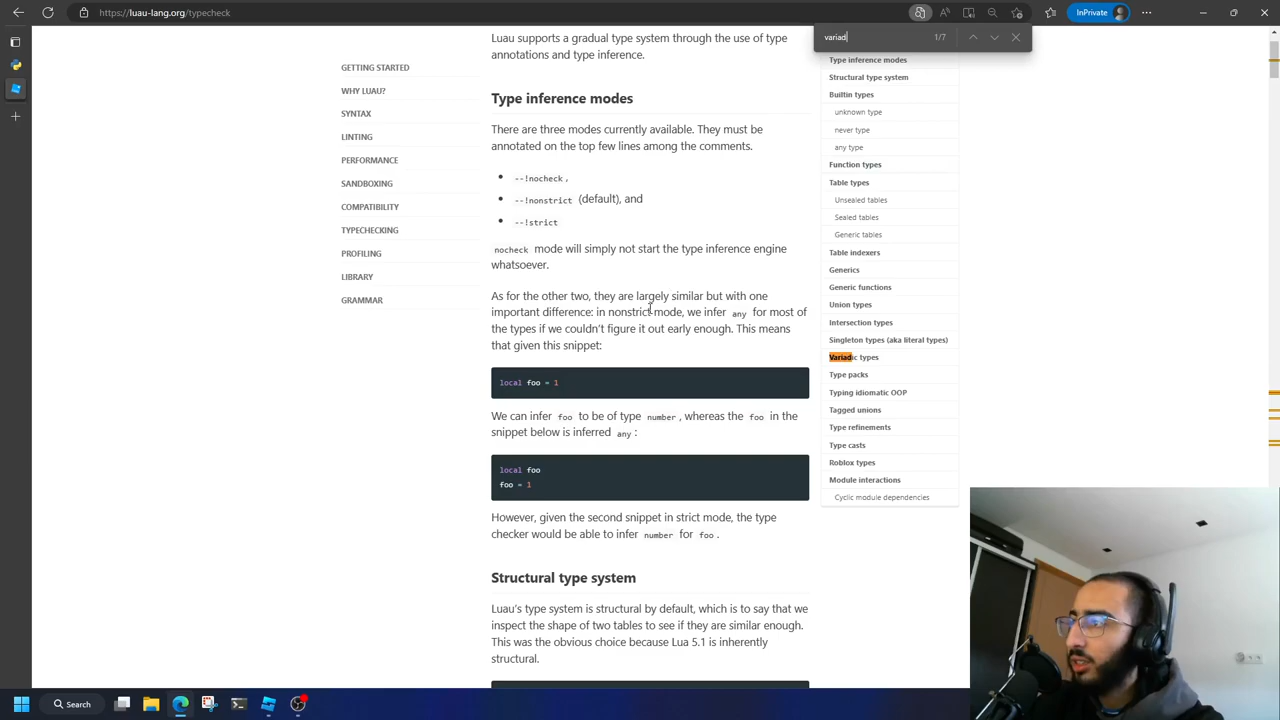 https://luau-lang.org/typecheck
InPrivate
variad
1/7
Luau supports a gradual type system through the use of type
annotations and type inference.
GETTING STARTED
WHY LUAU?
SYNTAX
LINTING
PERFORMANCE
SANDBOXING
COMPATIBILITY
TYPECHECKING
PROFILING
LIBRARY
GRAMMAR
Type inference modes
There are three modes currently available. They must be
annotated on the top few lines among the comments.
• --!nocheck,
• --!nonstrict (default), and
• --!strict
nocheck mode will simply not start the type inference engine
whatsoever.
As for the other two, they are largely similar but with one
important difference: in nonstrict mode, we infer any for most of
the types if we couldn't figure it out early enough. This means
that given this snippet:
local foo = 1
We can infer foo to be of type number, whereas the foo in the
snippet below is inferred any:
local foo
foo = 1
However, given the second snippet in strict mode, the type
checker would be able to infer number for foo.
Structural type system
Luau's type system is structural by default, which is to say that we
inspect the shape of two tables to see if they are similar enough.
This was the obvious choice because Lua 5.1 is inherently
structural.
Type inference modes
Structural type system
Builtin types
unknown type
never type
any type
Function types
Table types
Unsealed tables
Sealed tables
Generic tables
Table indexers
Generics
Generic functions
Union types
Intersection types
Singleton types (aka literal types)
Variadic types
Type packs
Typing idiomatic OOP
Tagged unions
Type refinements
Type casts
Roblox types
Module interactions
Cyclic module dependencies
Search